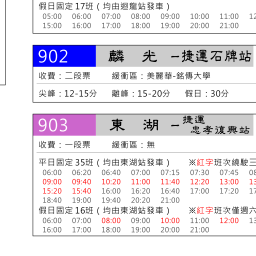 假日固定17班（均由迴龍站發車）
05:00 06:00 07:00 08:00 09:00 10:00 11:00
15:00 16:00 17:00 18:00 19:00 20:00 21:00
902 麟光－捷運石牌站
收費：二段票 緩衝區：美麗華-銘傳大學
尖峰：12-15分 離峰：15-20分 假日：30分
903 東湖－捷運忠孝復興站
收費：一段票 緩衝區：無
平日固定35班（均由東湖站發車） ※紅字班次繞駛三
06:00 06:20 06:40 07:00 07:15 07:30 07:45
09:00 09:40 10:20 11:00 11:40 12:20 13:00
15:20 15:40 16:00 16:20 16:40 17:00 17:20
18:40 19:00 19:40 20:20 21:00
假日固定16班（均由東湖站發車） ※紅字班次僅週六
06:00 07:00 08:00 09:00 10:00 11:00 12:00
16:00 17:00 18:00 19:00 20:00 21:00